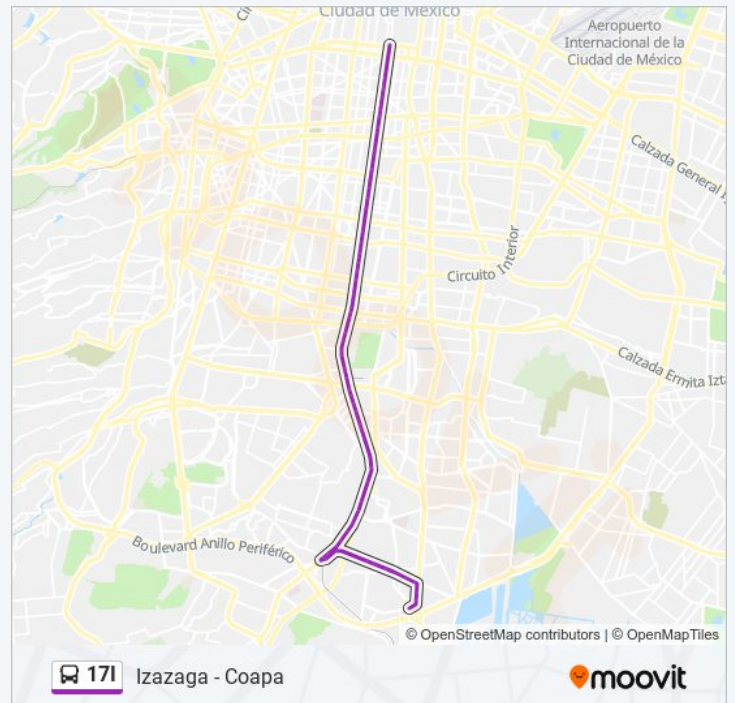 Ciudad de México
Aeropuerto
Internacional de la
Ciudad de México
Calzada General I
Circuito Interior
Calzada Ermita Izta
Boulevard Anillo Periférico
© OpenStreetMap contributors | © OpenMapTiles
17I Izazaga - Coapa
moovit